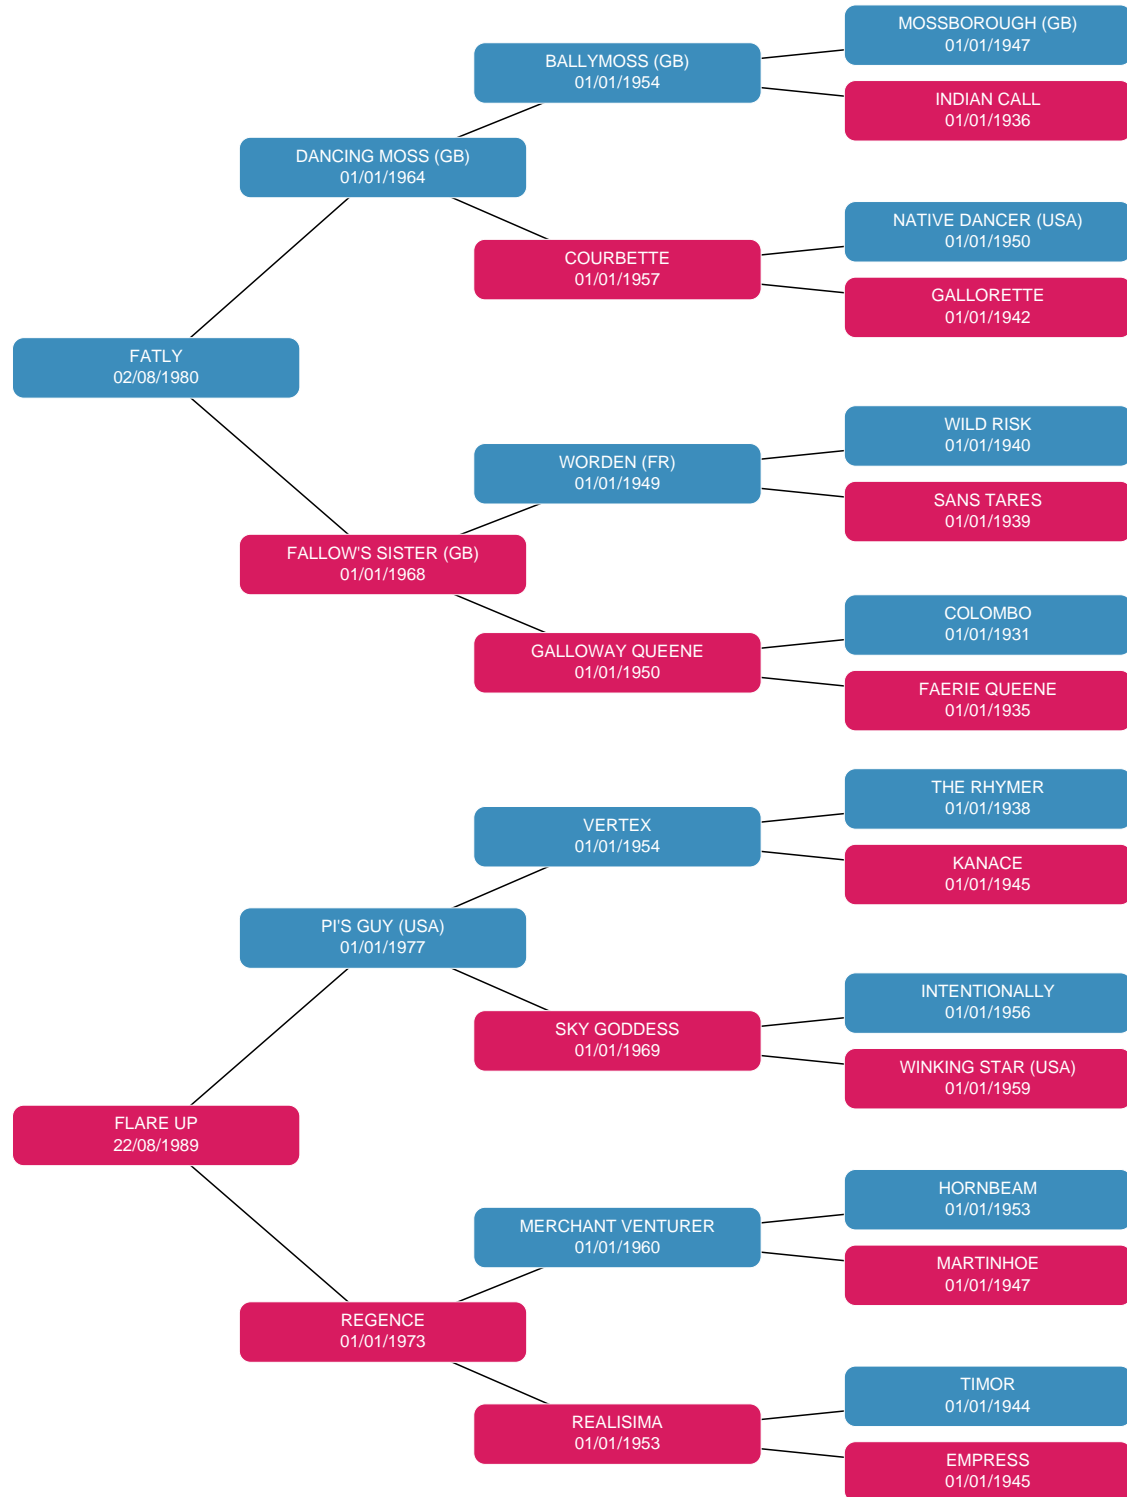 MOSSBOROUGH (GB)
01/01/1947
BALLYMOSS (GB)
01/01/1954
INDIAN CALL
01/01/1936
DANCING MOSS (GB)
01/01/1964
NATIVE DANCER (USA)
01/01/1950
COURBETTE
01/01/1957
GALLORETTE
01/01/1942
FATLY
02/08/1980
WILD RISK
01/01/1940
WORDEN (FR)
01/01/1949
SANS TARES
01/01/1939
FALLOW'S SISTER (GB)
01/01/1968
COLOMBO
01/01/1931
GALLOWAY QUEENE
01/01/1950
FAERIE QUEENE
01/01/1935
THE RHYMER
01/01/1938
VERTEX
01/01/1954
KANACE
01/01/1945
PI'S GUY (USA)
01/01/1977
INTENTIONALLY
01/01/1956
SKY GODDESS
01/01/1969
WINKING STAR (USA)
01/01/1959
FLARE UP
22/08/1989
HORNBEAM
01/01/1953
MERCHANT VENTURER
01/01/1960
MARTINHOE
01/01/1947
REGENCE
01/01/1973
TIMOR
01/01/1944
REALISIMA
01/01/1953
EMPRESS
01/01/1945